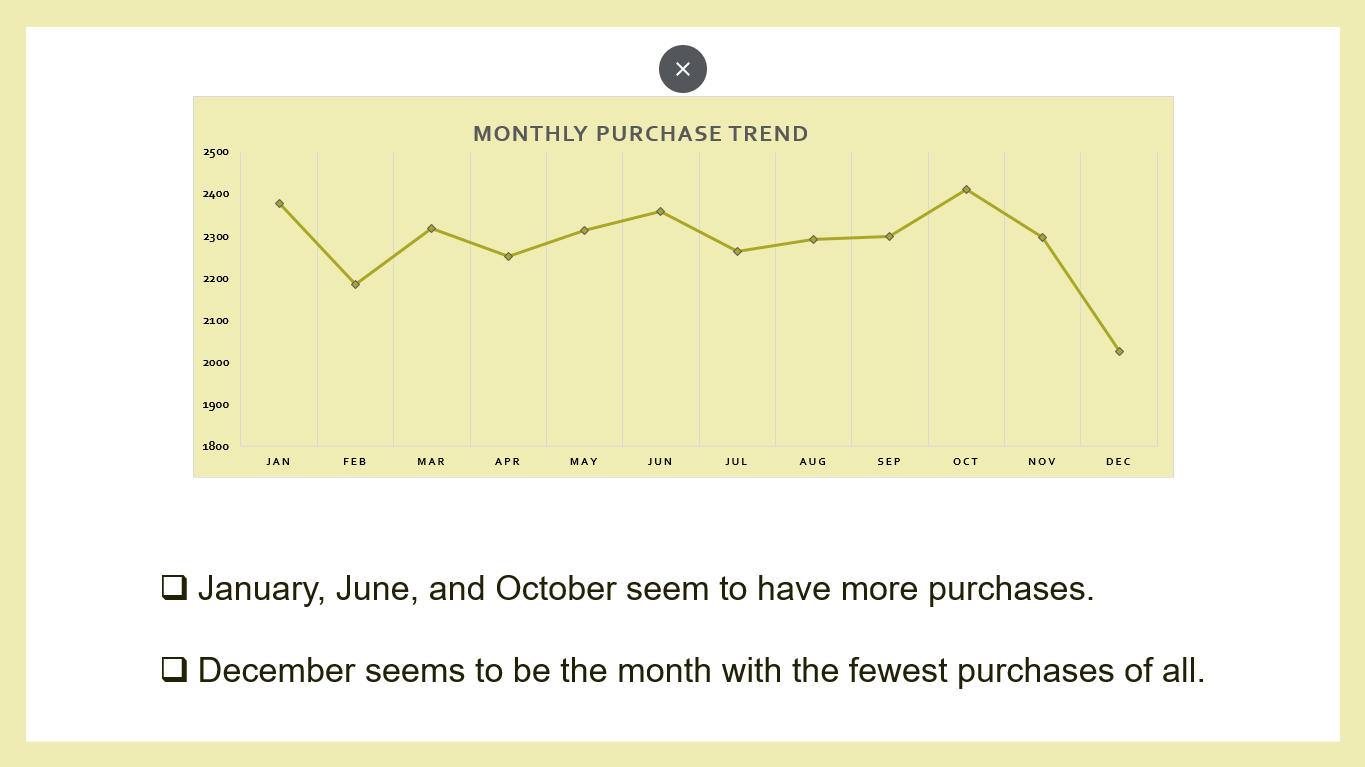 MONTHLY PURCHASE TREND
2500
2400
2300
2200
2100
2000
1900
1800
JAN FEB MAR APR MAY JUN JUL AUG SEP OCT NOV DEC
❑ January, June, and October seem to have more purchases.
❑ December seems to be the month with the fewest purchases of all.